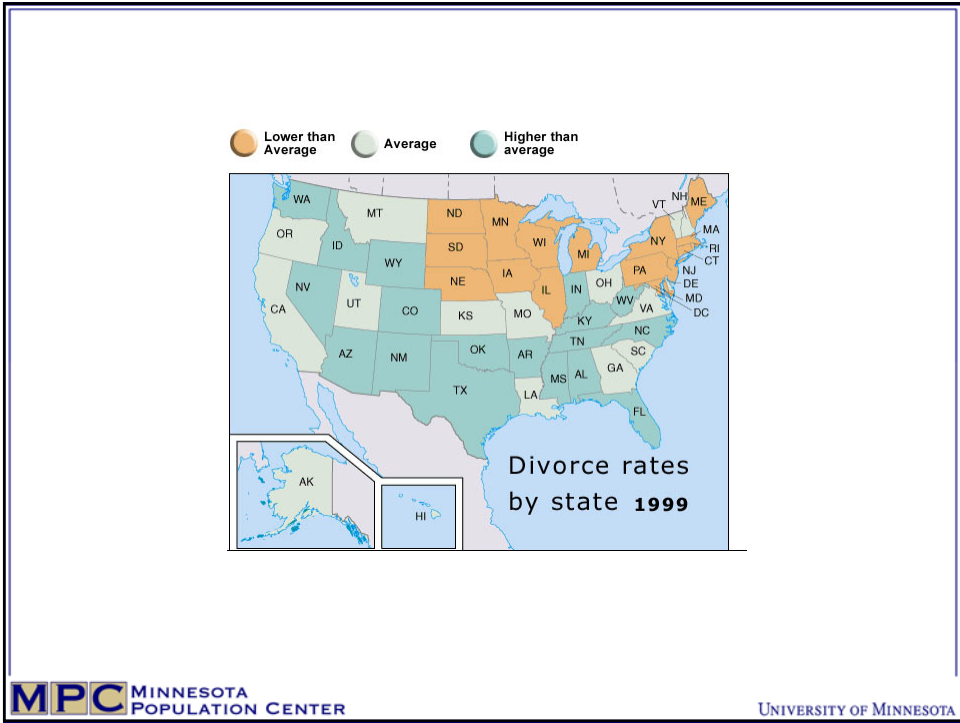 Lower than
Average
Average
Higher than
average
WA
OR
CA
ID
NV
MT
WY
UT
CO
AZ
NM
ND
SD
NE
KS
OK
TX
MN
IA
MO
AR
LA
WI
IL
MI
IN
OH
KY
TN
MS
AL
GA
FL
SC
NC
VA
WV
PA
NY
VT
NH
ME
MA
RI
CT
NJ
DE
MD
DC
AK
HI
Divorce rates
by state 1999
MPC
MINNESOTA
POPULATION CENTER
UNIVERSITY OF MINNESOTA